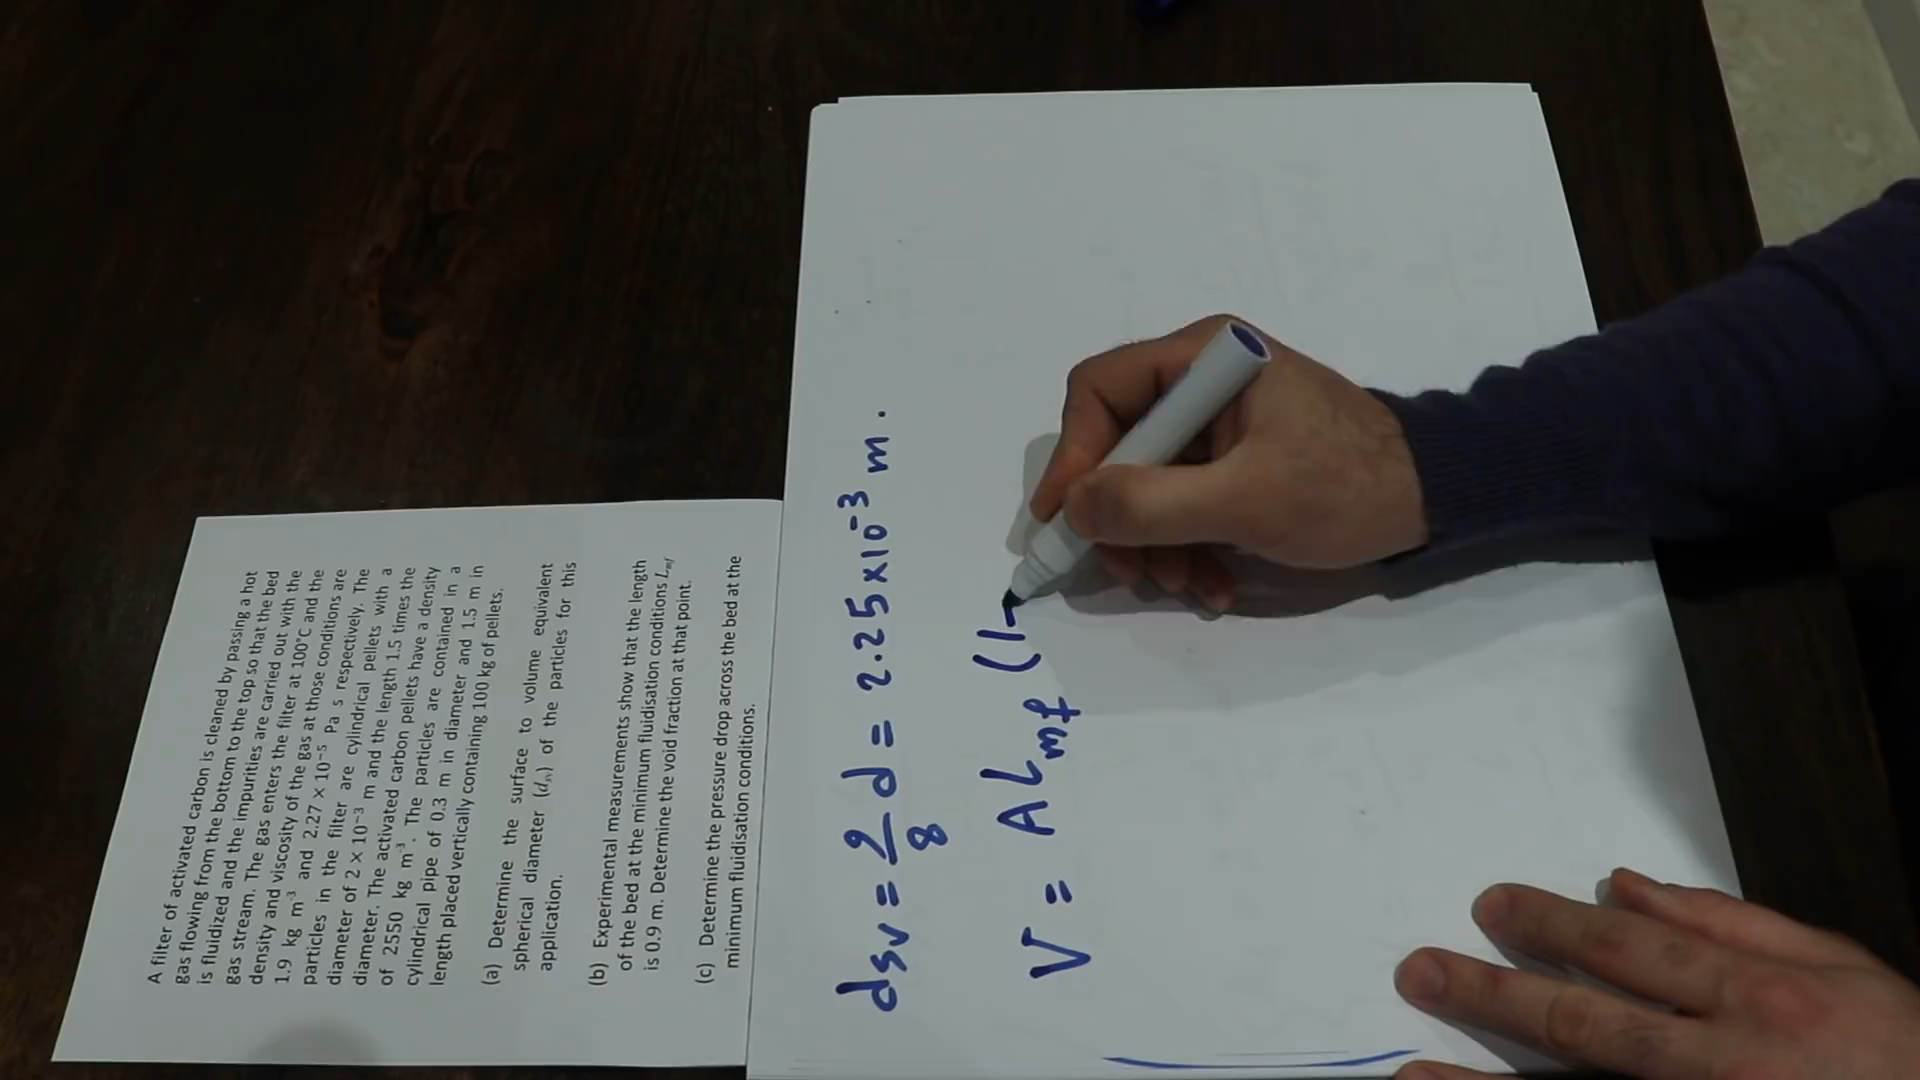 A filter of activated carbon is cleaned by passing a hot
gas flowing from the bottom to the top so that the bed
is fluidized and the impurities are carried out with the
gas stream. The gas enters the filter at 100°C and the
density and viscosity of the gas at those conditions are
1.9 kg m⁻³ and 2.27 × 10⁻⁵ Pa s respectively. The
particles in the filter are cylindrical pellets with a
diameter of 2 × 10⁻³ m and the length 1.5 times the
diameter. The activated carbon pellets have a density
of 2550 kg m⁻³. The particles are contained in a
cylindrical pipe of 0.3 m in diameter and 1.5 m in
length placed vertically containing 100 kg of pellets.
(a) Determine the surface to volume equivalent
spherical diameter (dₛᵥ) of the particles for this
application.
(b) Experimental measurements show that the length
of the bed at the minimum fluidisation conditions Lmf
is 0.9 m. Determine the void fraction at that point.
(c) Determine the pressure drop across the bed at the
minimum fluidisation conditions.
dsv = 9/8 d = 2.25×10⁻³ m.
V = A Lmf (1-